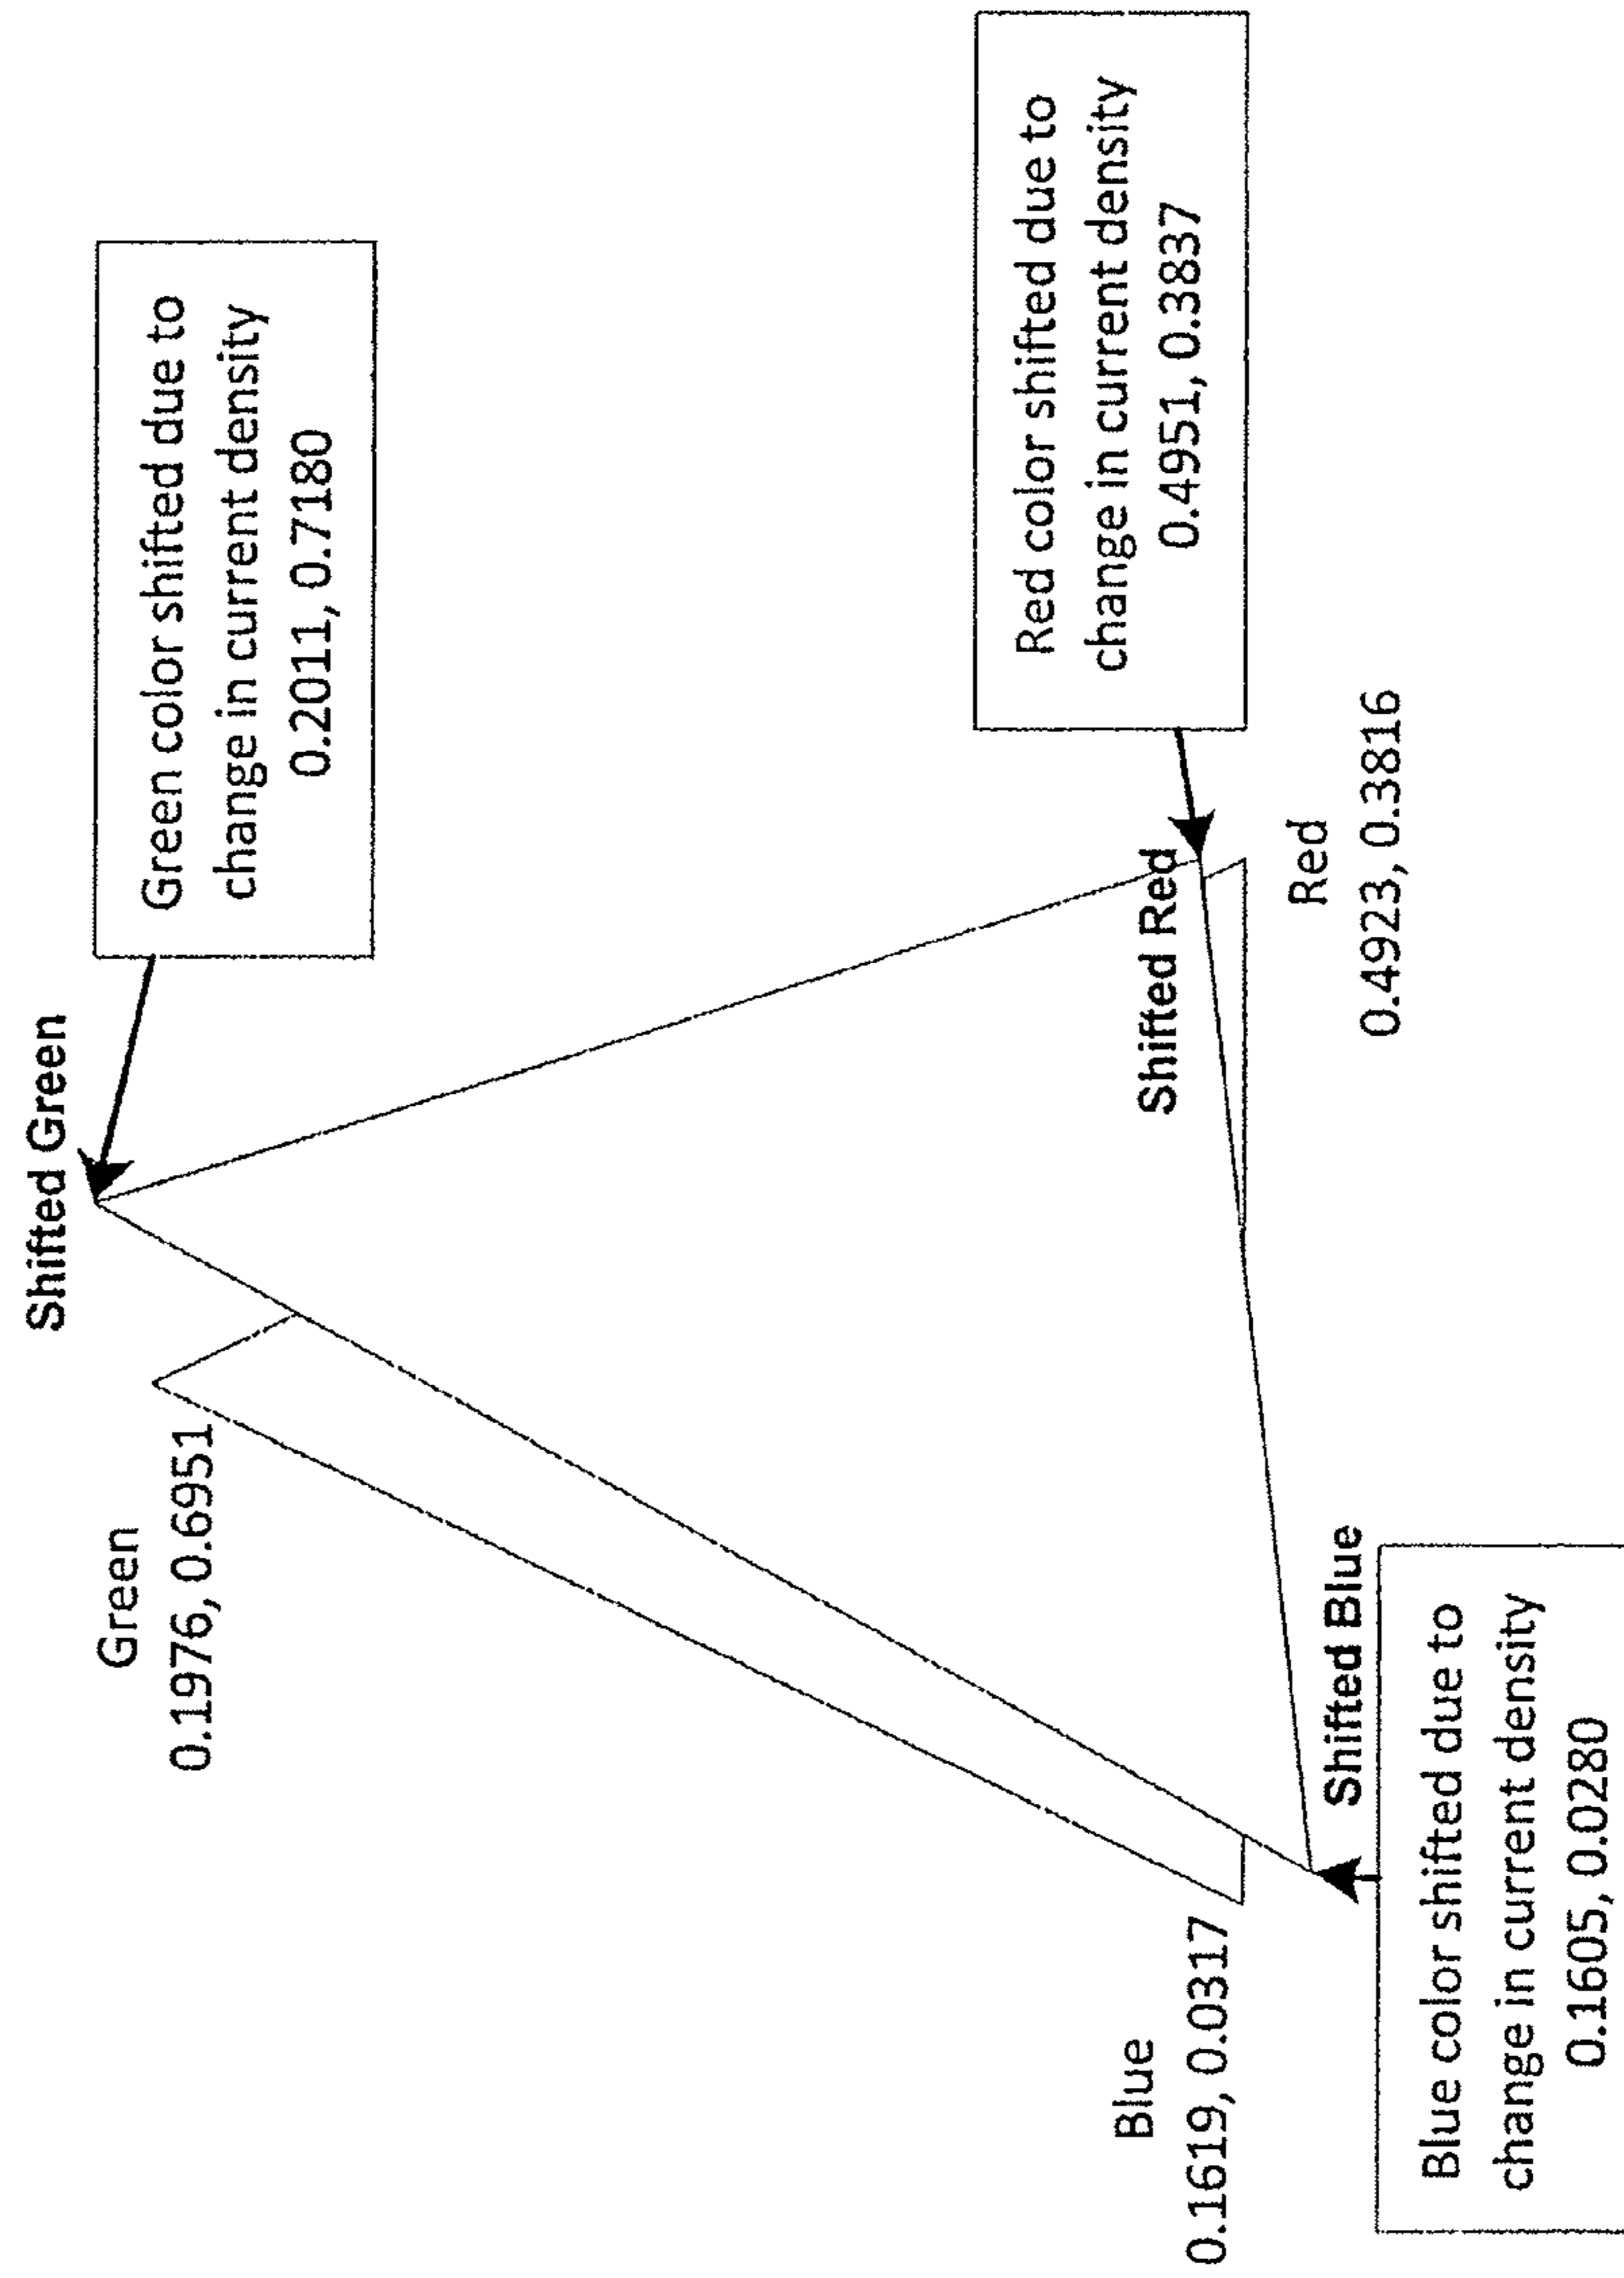 Shifted Green
Green color shifted due to
change in current density
0.2011, 0.7180
Green
0.1976, 0.6951
Shifted Red
Red color shifted due to
change in current density
0.4951, 0.3837
Red
0.4923, 0.3816
Blue
0.1619, 0.0317
Shifted Blue
Blue color shifted due to
change in current density
0.1605, 0.0280